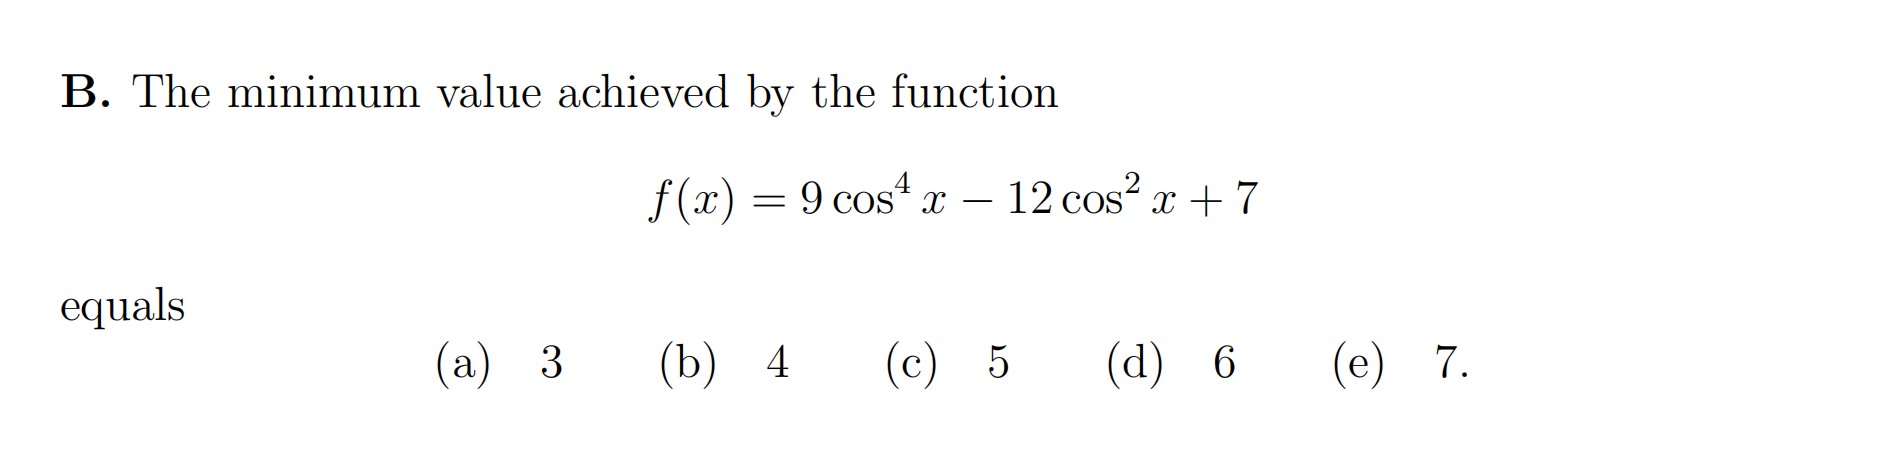 B. The minimum value achieved by the function
f(x) = 9 cos⁴ x − 12 cos² x + 7
equals
(a) 3 (b) 4 (c) 5 (d) 6 (e) 7.